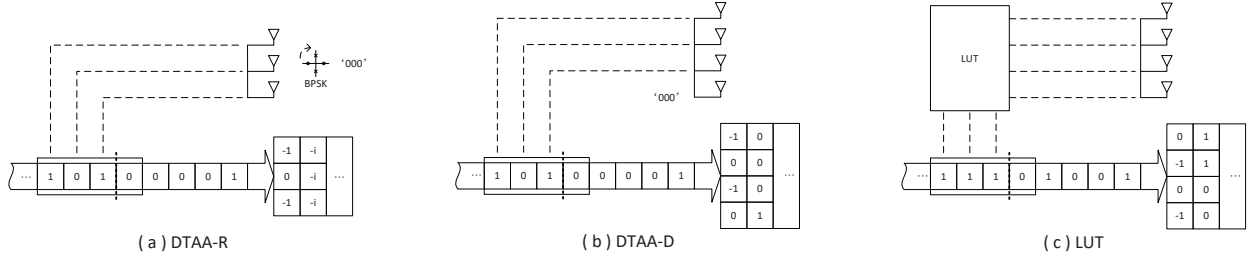 '000'
BPSK
... 1 0 1 0 0 0 0 1
-1 -i
0 -i ...
-1 -i
( a ) DTAA-R
'000'
... 1 0 1 0 0 0 0 1
-1 0
0 0
-1 0 ...
0 1
( b ) DTAA-D
LUT
... 1 1 1 0 1 0 0 1
0 1
-1 1
0 0 ...
-1 0
( c ) LUT